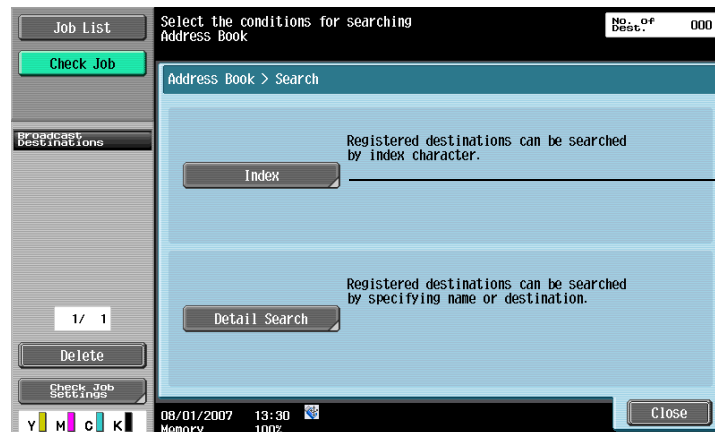 Job List
Check Job
Select the conditions for searching
Address Book
No. of
Dest.
000
Address Book > Search
Broadcast
Destinations
Registered destinations can be searched
by index character.
Index
Registered destinations can be searched
by specifying name or destination.
Detail Search
1/ 1
Delete
Check Job
Settings
Y M C K
08/01/2007 13:30
Memory 100%
Close